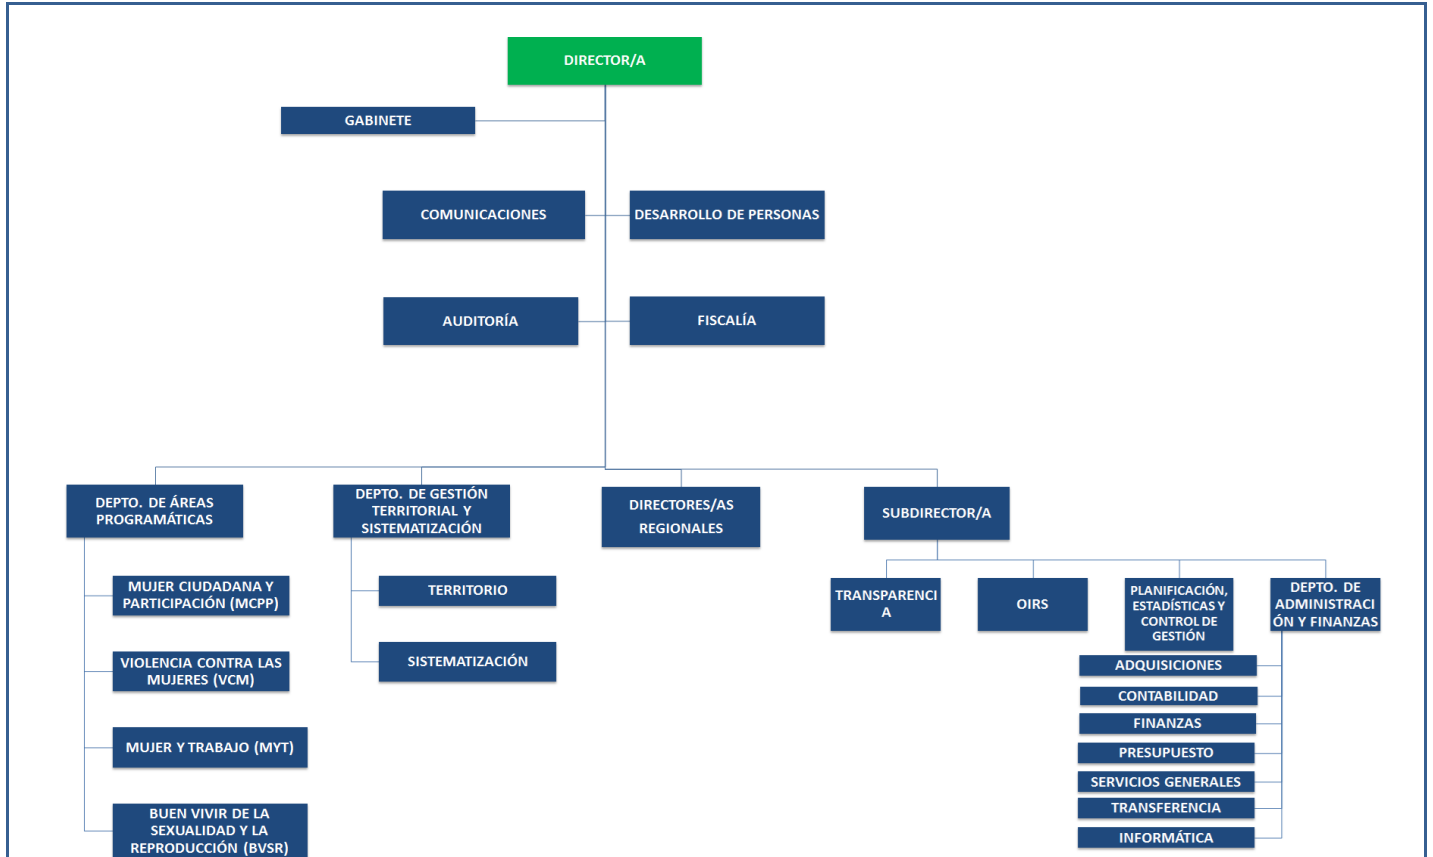 DIRECTOR/A
GABINETE
COMUNICACIONES
DESARROLLO DE PERSONAS
AUDITORÍA
FISCALÍA
DEPTO. DE ÁREAS
PROGRAMÁTICAS
DEPTO. DE GESTIÓN
TERRITORIAL Y
SISTEMATIZACIÓN
DIRECTORES/AS
REGIONALES
SUBDIRECTOR/A
MUJER CIUDADANA Y
PARTICIPACIÓN (MCPP)
VIOLENCIA CONTRA LAS
MUJERES (VCM)
MUJER Y TRABAJO (MYT)
BUEN VIVIR DE LA
SEXUALIDAD Y LA
REPRODUCCIÓN (BVSR)
TERRITORIO
SISTEMATIZACIÓN
TRANSPARENCI
A
OIRS
PLANIFICACIÓN,
ESTADÍSTICAS Y
CONTROL DE
GESTIÓN
DEPTO. DE
ADMINISTRACI
ÓN Y FINANZAS
ADQUISICIONES
CONTABILIDAD
FINANZAS
PRESUPUESTO
SERVICIOS GENERALES
TRANSFERENCIA
INFORMÁTICA